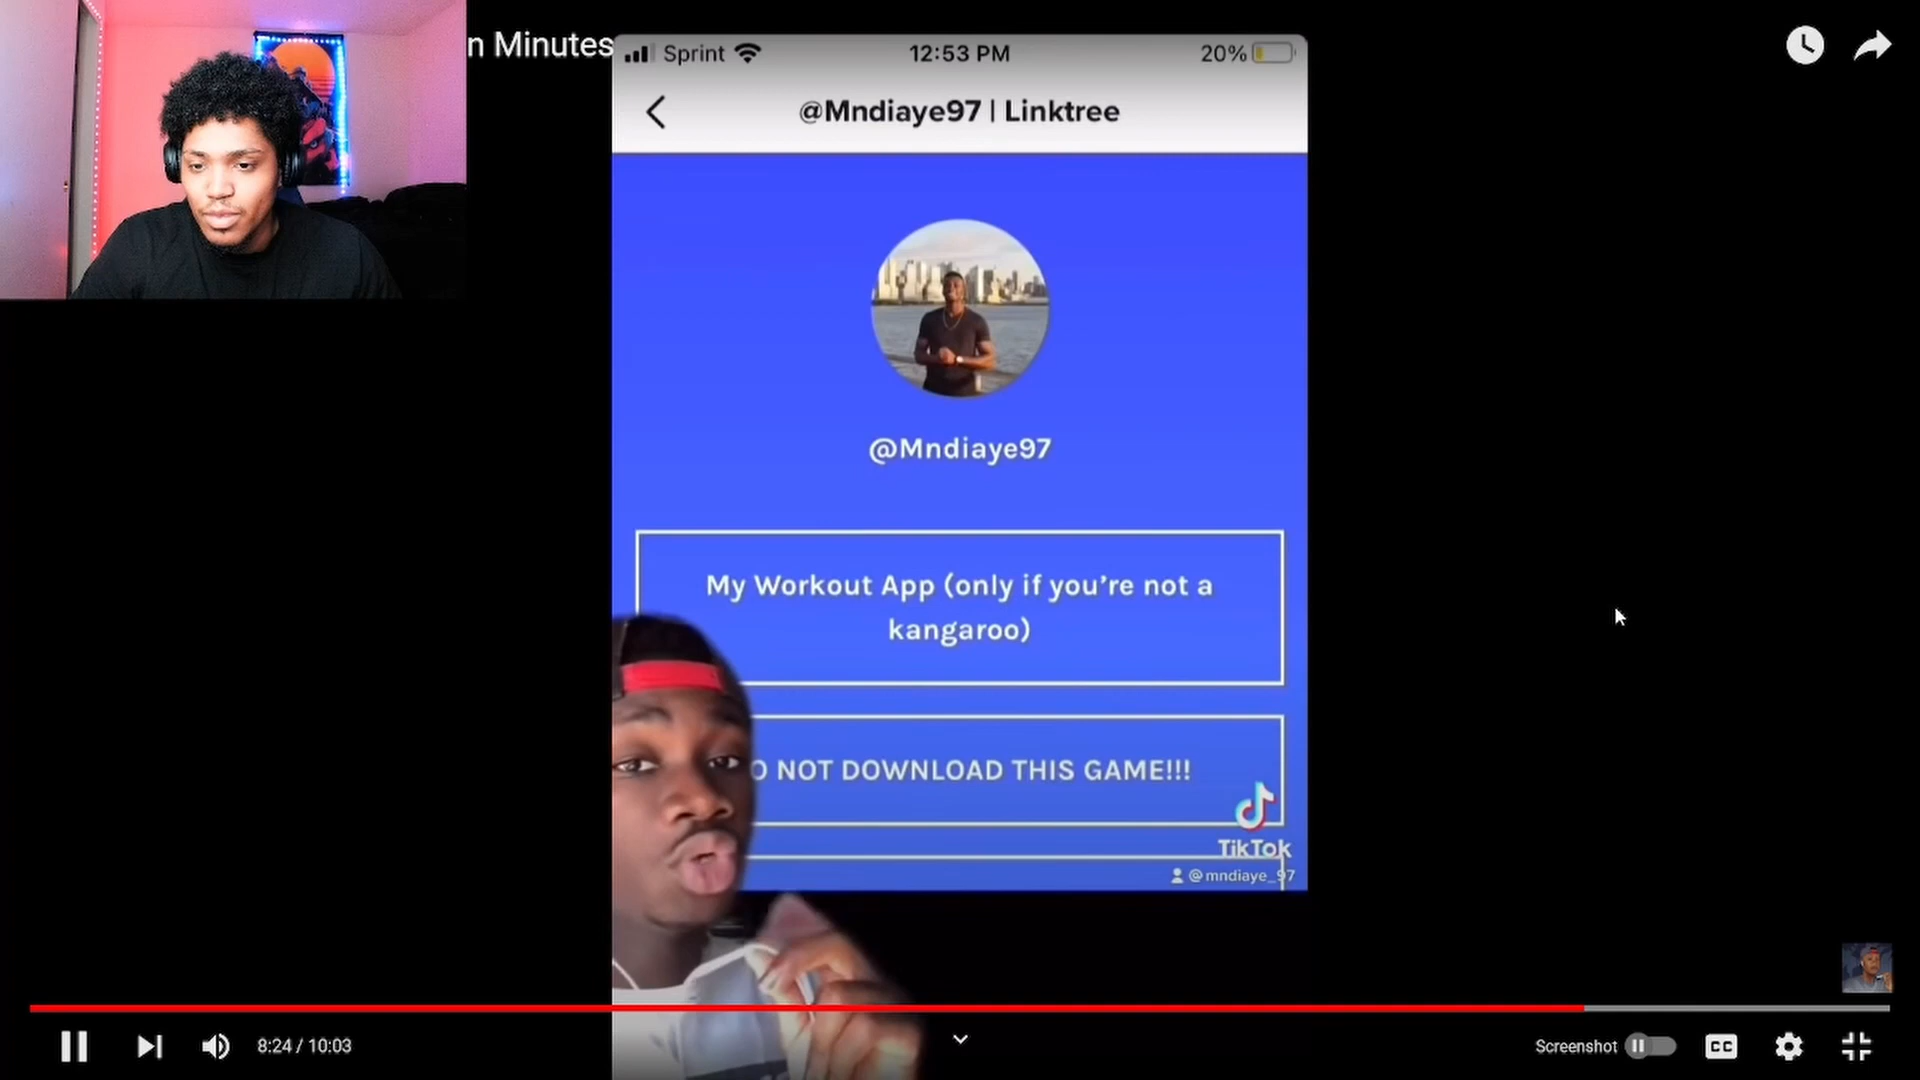 n Minutes
Sprint
12:53 PM
20%
@Mndiaye97 | Linktree
@Mndiaye97
My Workout App (only if you're not a
kangaroo)
O NOT DOWNLOAD THIS GAME!!!
TikTok
@mndiaye_97
8:24 / 10:03
Screenshot
CC